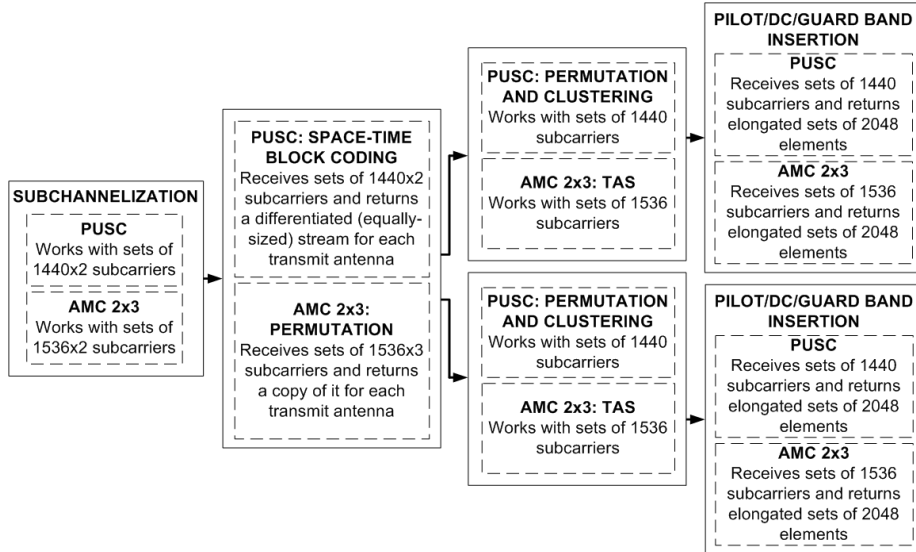 SUBCHANNELIZATION
PUSC
Works with sets of
1440x2 subcarriers
AMC 2x3
Works with sets of
1536x2 subcarriers
PUSC: SPACE-TIME
BLOCK CODING
Receives sets of 1440x2
subcarriers and returns
a differentiated (equally-
sized) stream for each
transmit antenna
AMC 2x3:
PERMUTATION
Receives sets of 1536x3
subcarriers and returns
a copy of it for each
transmit antenna
PUSC: PERMUTATION
AND CLUSTERING
Works with sets of 1440
subcarriers
AMC 2x3: TAS
Works with sets of 1536
subcarriers
PILOT/DC/GUARD BAND
INSERTION
PUSC
Receives sets of 1440
subcarriers and returns
elongated sets of 2048
elements
AMC 2x3
Receives sets of 1536
subcarriers and returns
elongated sets of 2048
elements
PUSC: PERMUTATION
AND CLUSTERING
Works with sets of 1440
subcarriers
AMC 2x3: TAS
Works with sets of 1536
subcarriers
PILOT/DC/GUARD BAND
INSERTION
PUSC
Receives sets of 1440
subcarriers and returns
elongated sets of 2048
elements
AMC 2x3
Receives sets of 1536
subcarriers and returns
elongated sets of 2048
elements